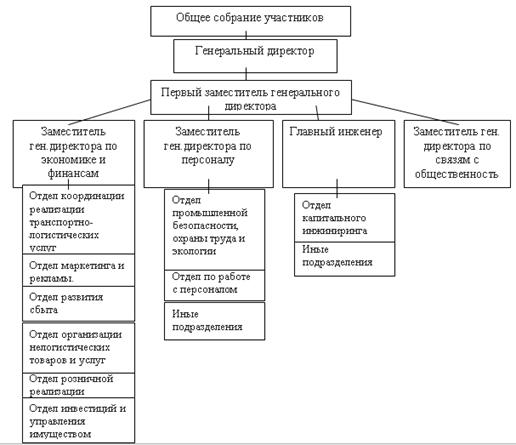 Общее собрание участников
Генеральный директор
Первый заместитель генерального
директора
Заместитель
ген.директора по
экономике и
финансам
Отдел координации
реализации
транспортно-
логистических
услуг
Отдел маркетинга и
рекламы.
Отдел развития
сбыта
Отдел организации
нелогистических
товаров и услуг
Отдел розничной
реализации
Отдел инвестиций и
управления
имуществом
Заместитель
ген.директора по
персоналу
Отдел
промышленной
безопасности,
охраны труда и
экологии
Отдел по работе
с персоналом
Иные
подразделения
Главный инженер
Отдел
капитального
инжиниринга
Иные
подразделения
Заместитель ген.
директора по
связям с
общественность